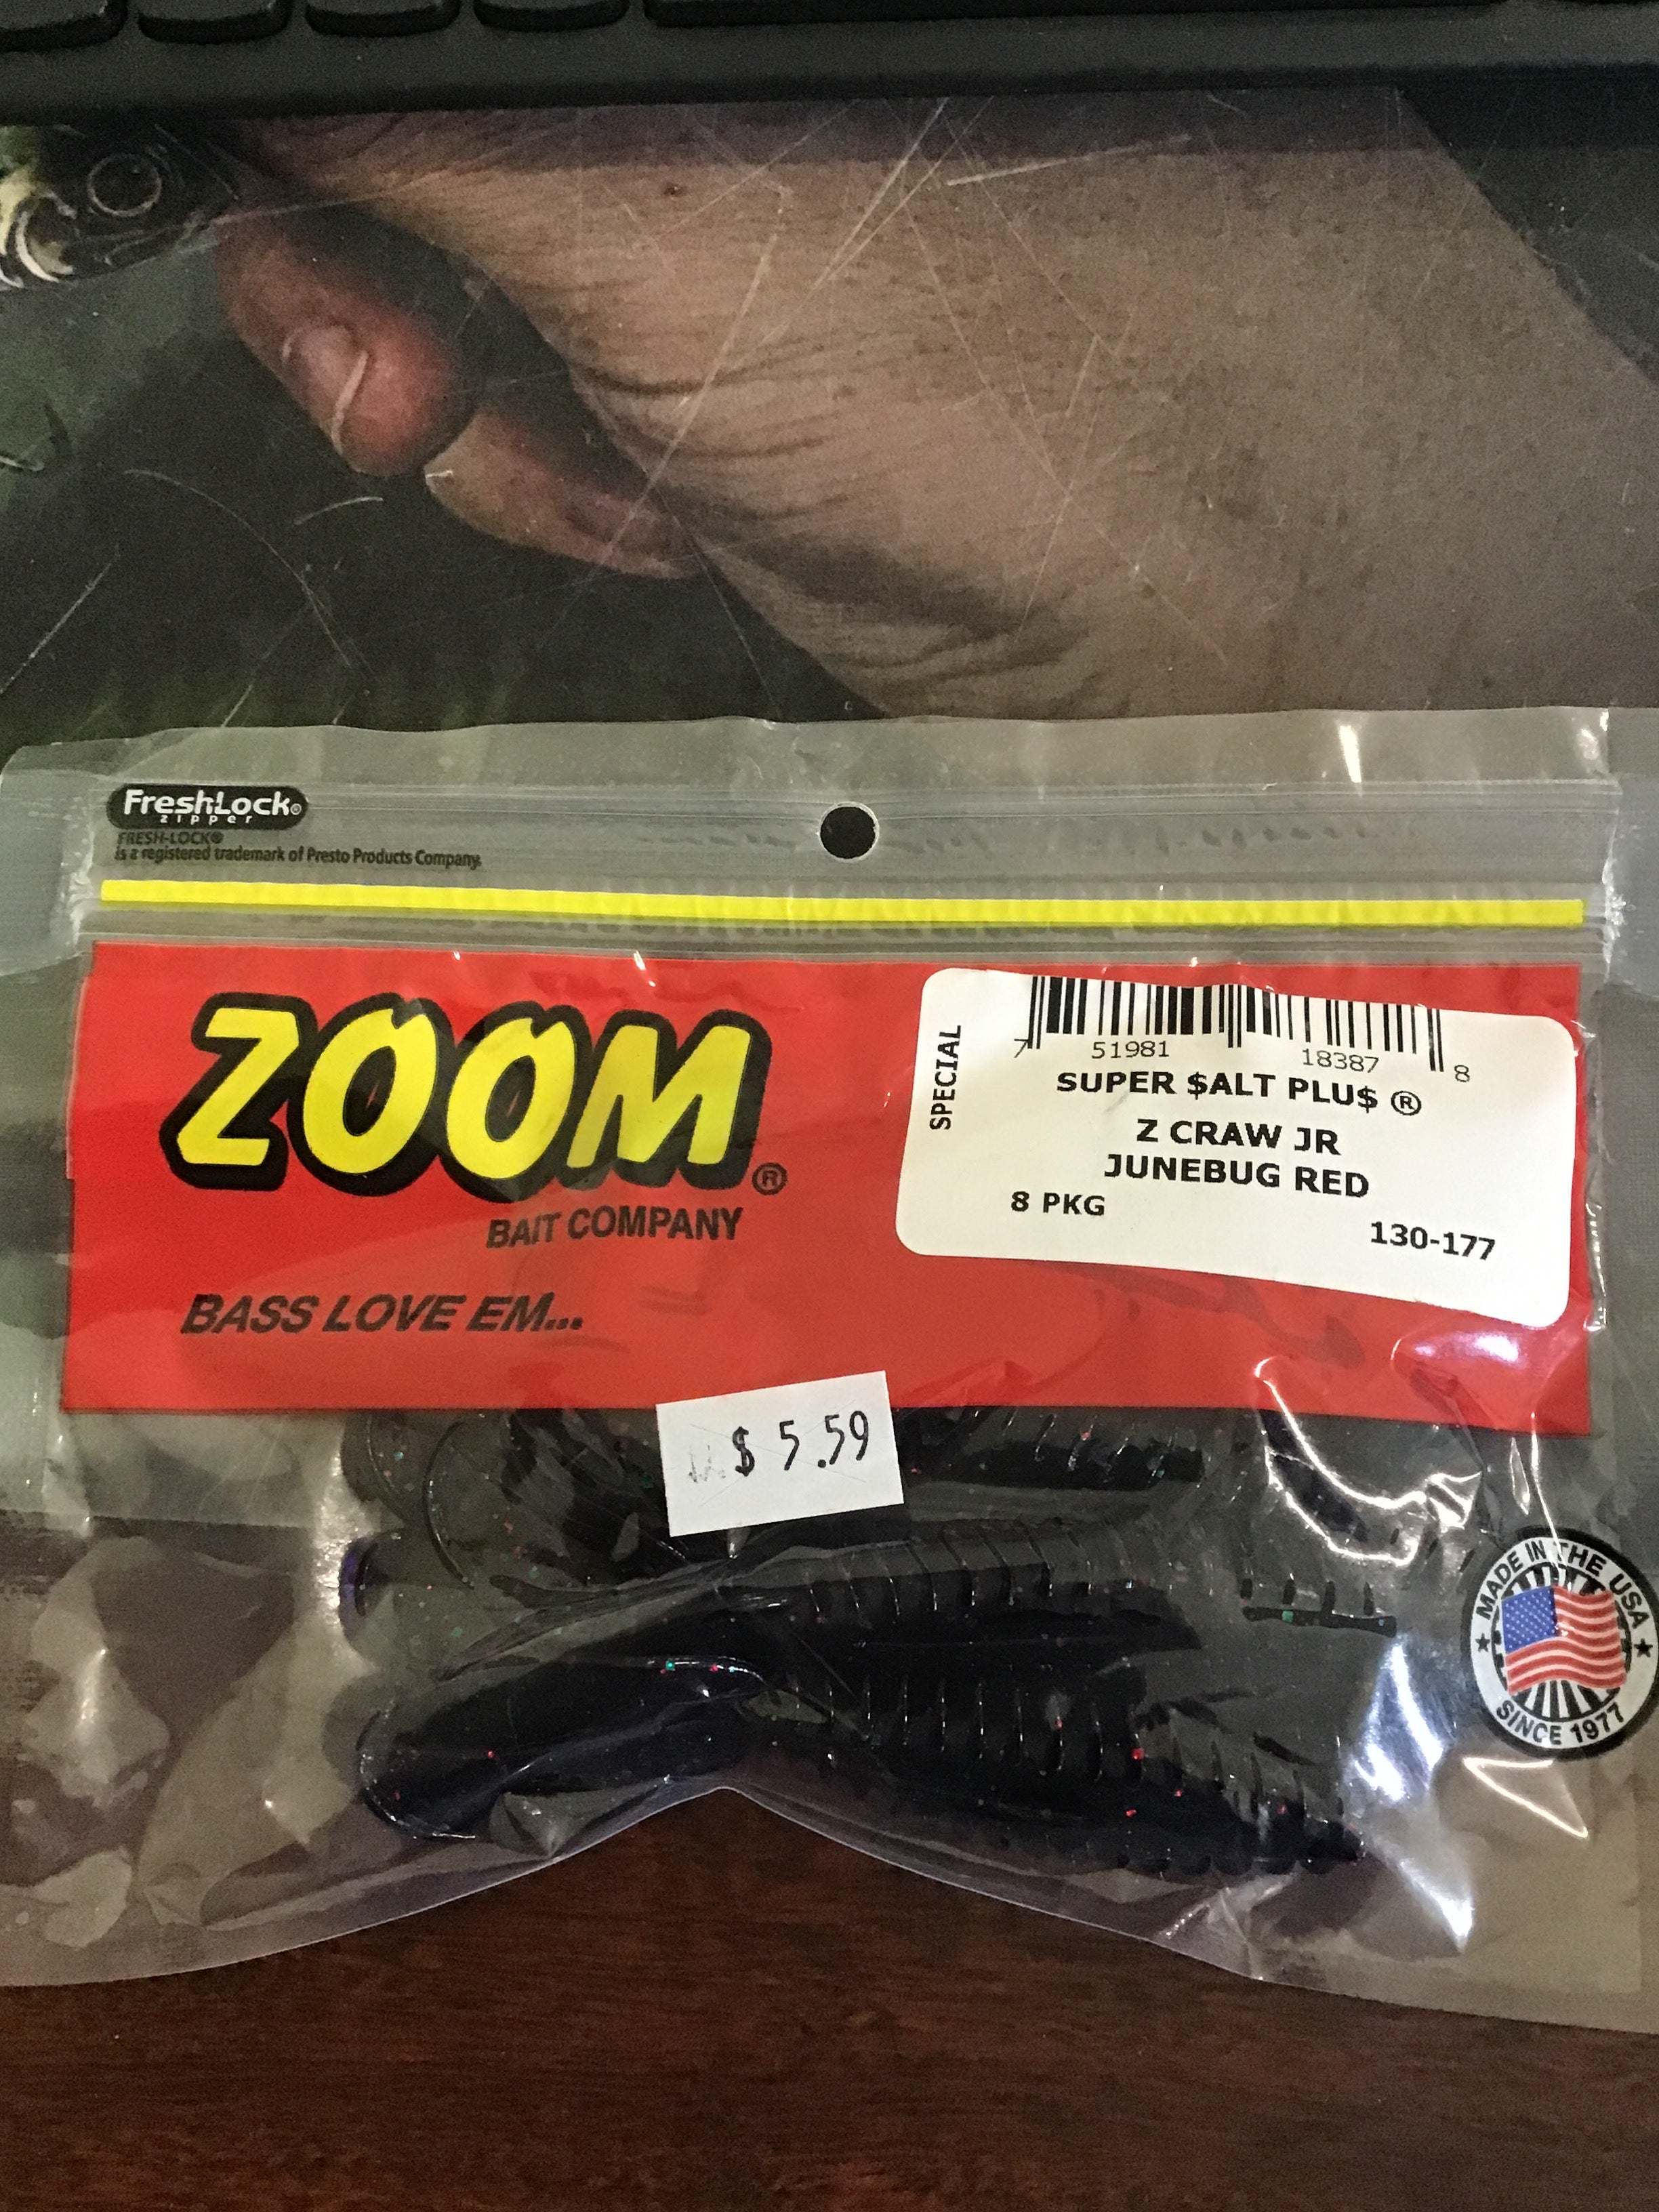 FreshLock®
zipper
FRESH-LOCK®
is a registered trademark of Presto Products Company.
ZOOM®
BAIT COMPANY
BASS LOVE EM...
SPECIAL
7 51981 18387 8
SUPER $ALT PLU$ ®
Z CRAW JR
JUNEBUG RED
8 PKG
130-177
$ 5.59
MADE IN THE USA
SINCE 1977